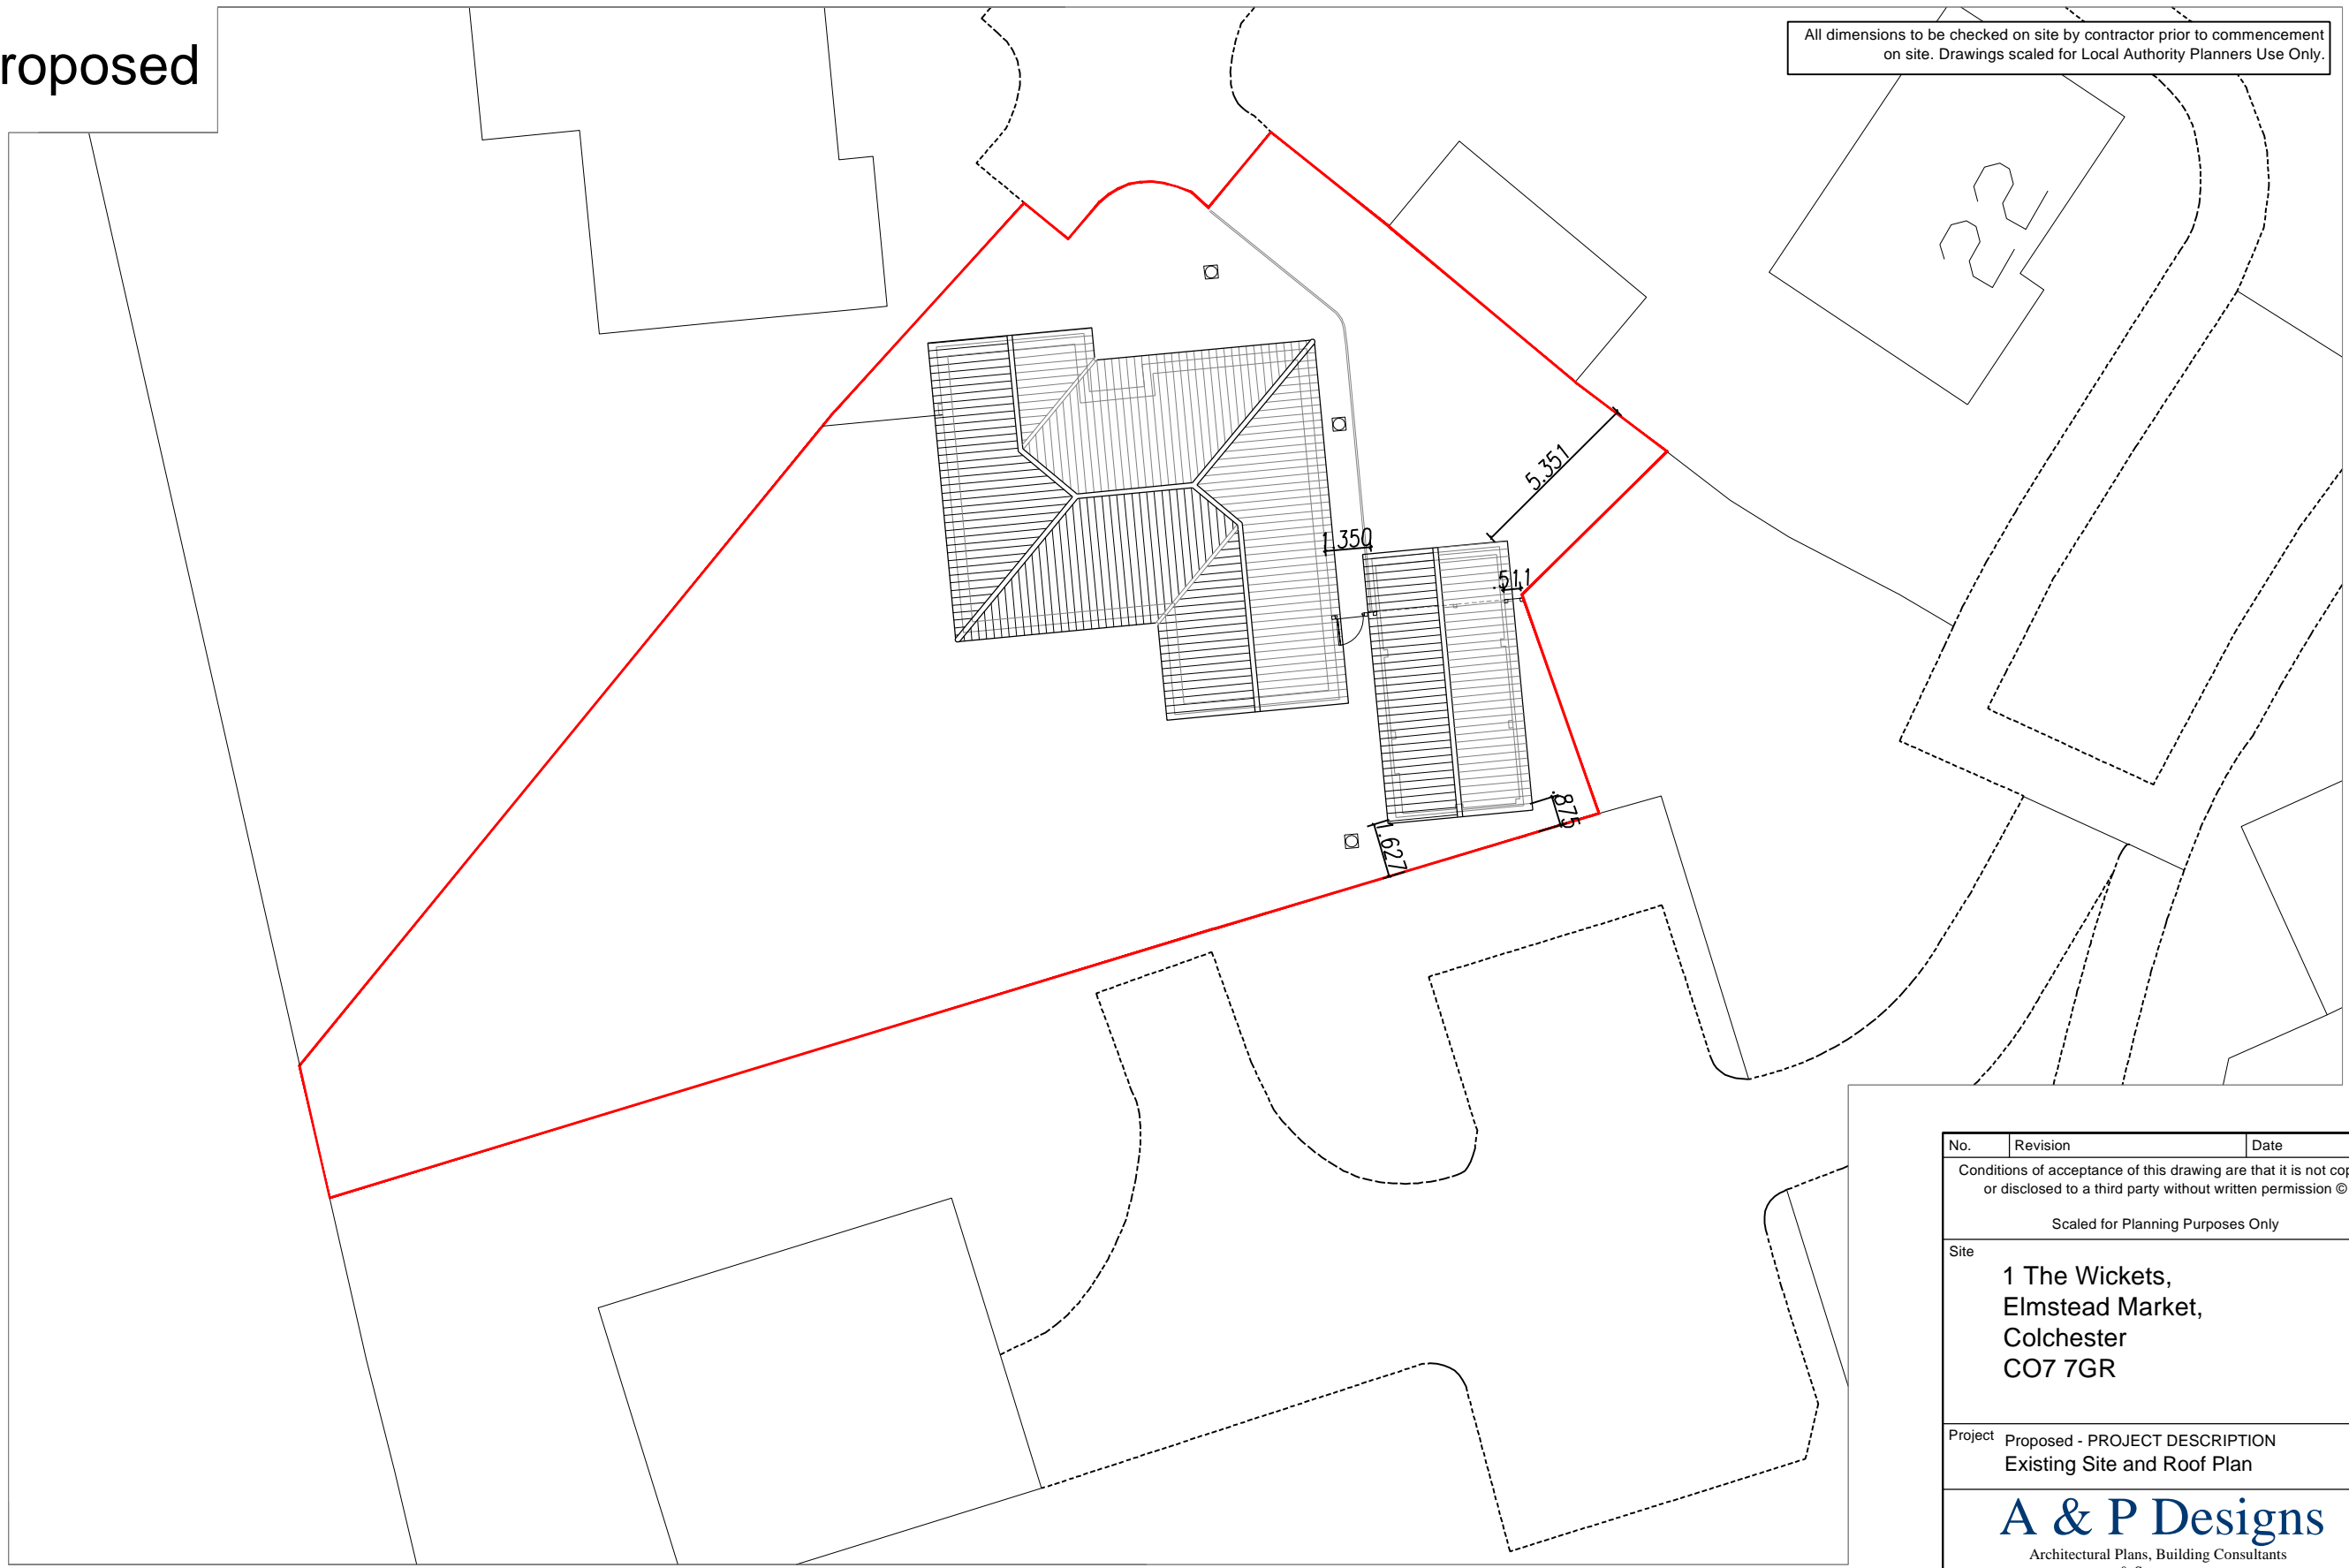 roposed
All dimensions to be checked on site by contractor prior to commencement
on site. Drawings scaled for Local Authority Planners Use Only.
22
5.351
1.350
.511
.875
1.627
No. Revision Date
Conditions of acceptance of this drawing are that it is not cop
or disclosed to a third party without written permission ©
Scaled for Planning Purposes Only
Site
1 The Wickets,
Elmstead Market,
Colchester
CO7 7GR
Project Proposed - PROJECT DESCRIPTION
Existing Site and Roof Plan
A & P Designs
Architectural Plans, Building Consultants